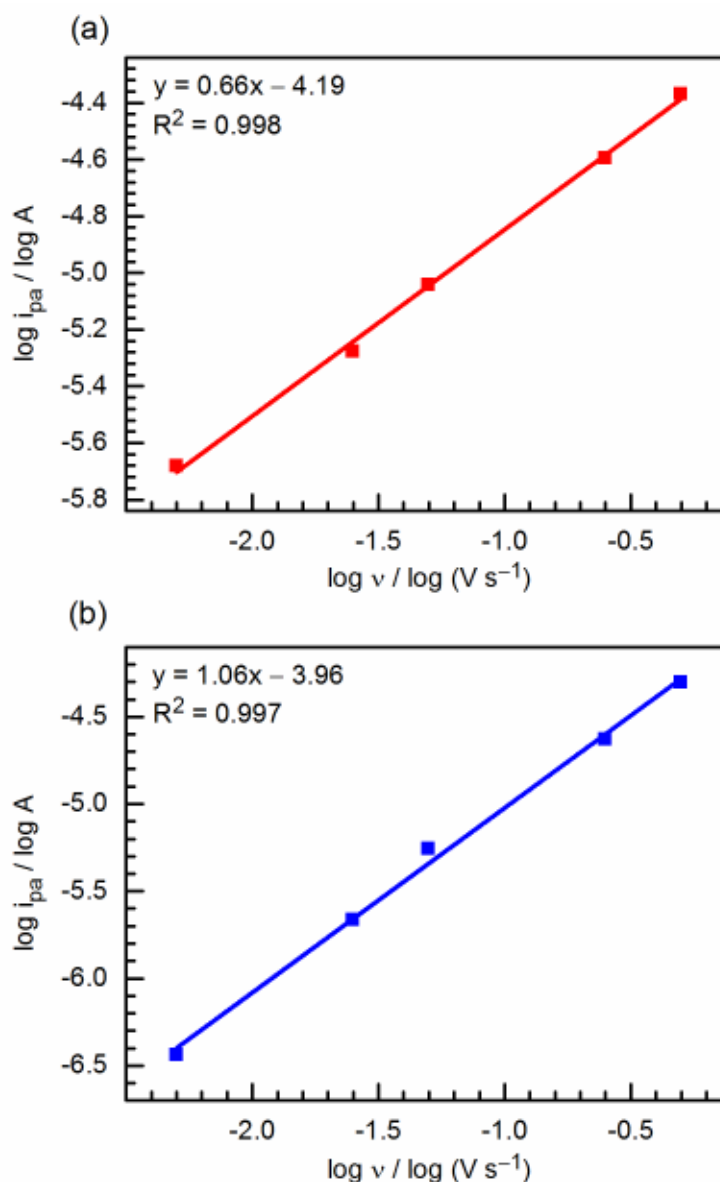 (a)
y = 0.66x – 4.19
R² = 0.998
-4.4
-4.6
-4.8
-5.0
-5.2
-5.4
-5.6
-5.8
log iₚₐ / log A
-2.0 -1.5 -1.0 -0.5
log ν / log (V s⁻¹)
(b)
y = 1.06x – 3.96
R² = 0.997
-4.5
-5.0
-5.5
-6.0
-6.5
log iₚₐ / log A
-2.0 -1.5 -1.0 -0.5
log ν / log (V s⁻¹)